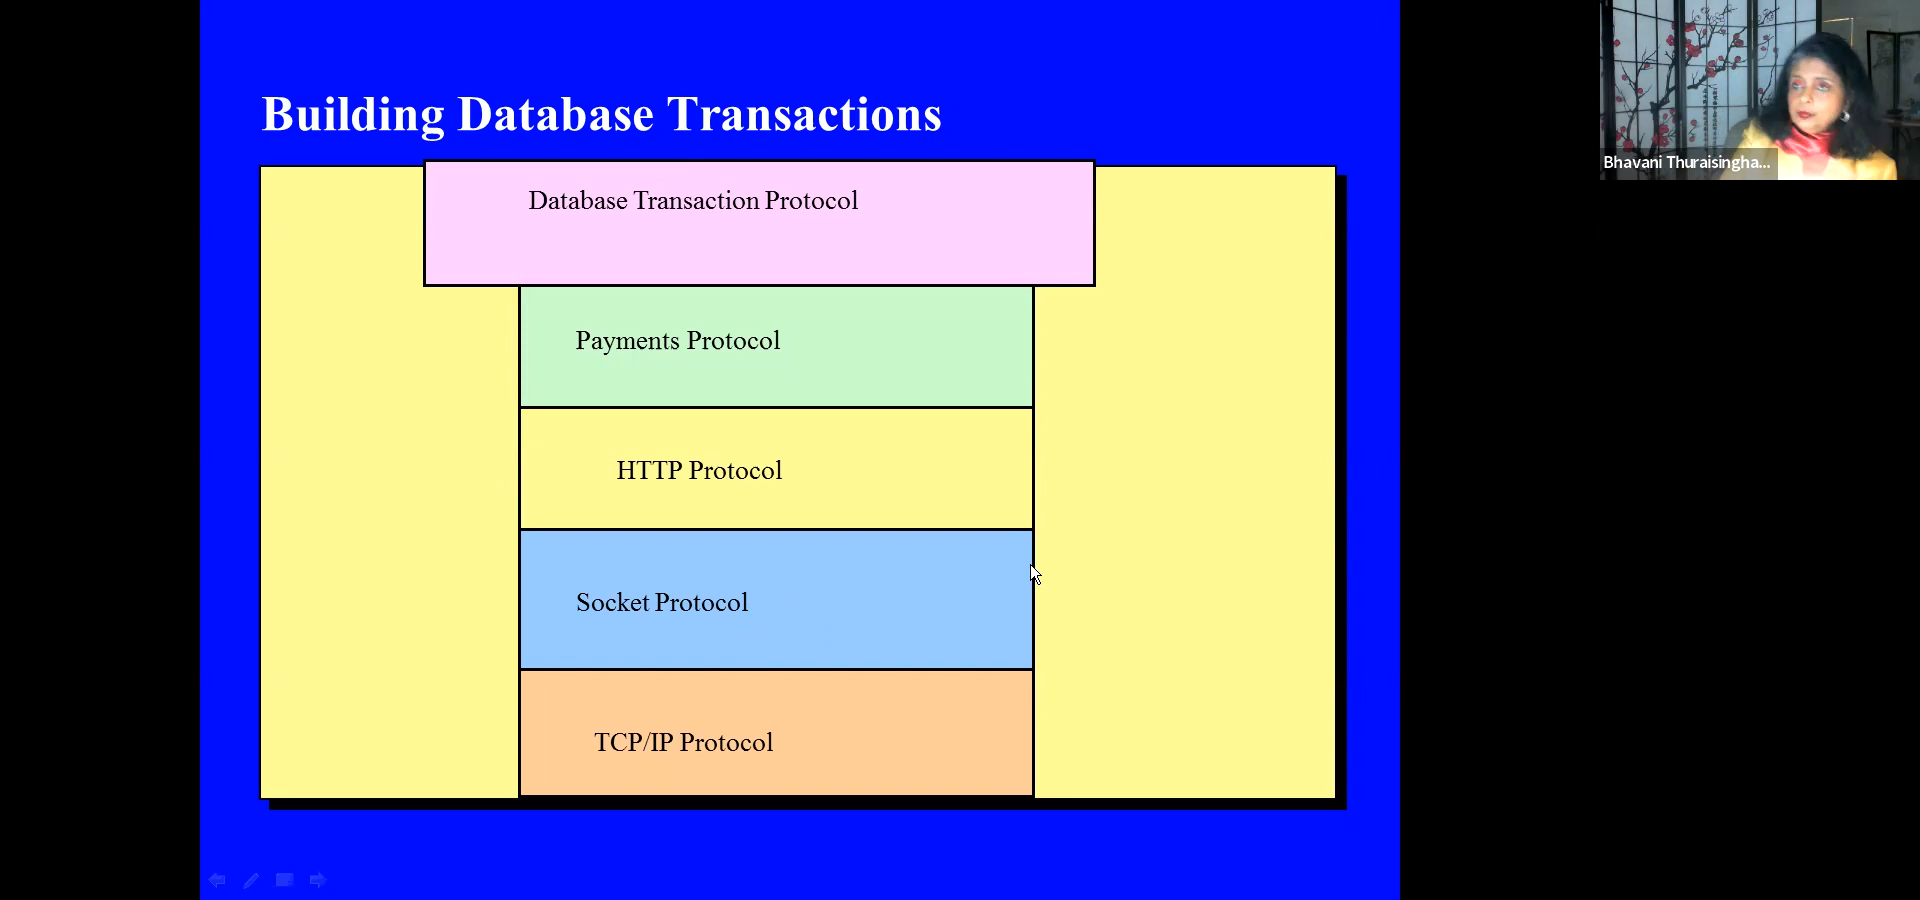 Building Database Transactions
Database Transaction Protocol
Payments Protocol
HTTP Protocol
Socket Protocol
TCP/IP Protocol
Bhavani Thuraisingha...